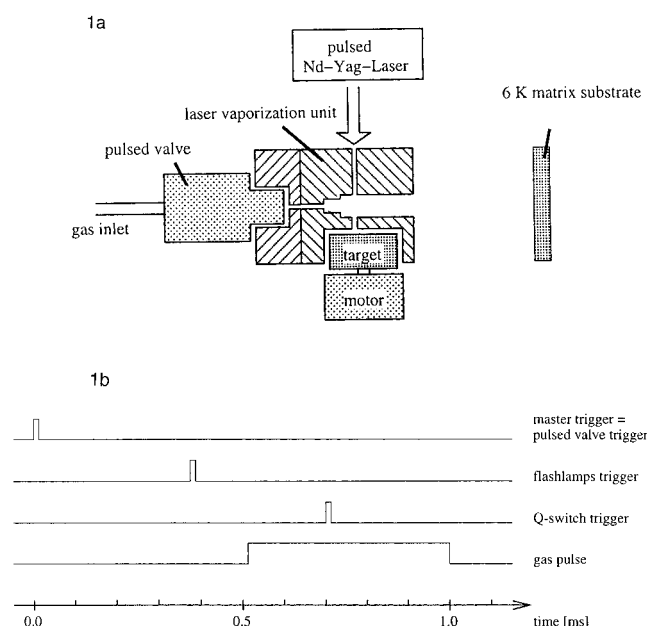 1a
pulsed
Nd-Yag-Laser
6 K matrix substrate
laser vaporization unit
pulsed valve
gas inlet
target
motor
1b
master trigger =
pulsed valve trigger
flashlamps trigger
Q-switch trigger
gas pulse
0.0 0.5 1.0 time [ms]